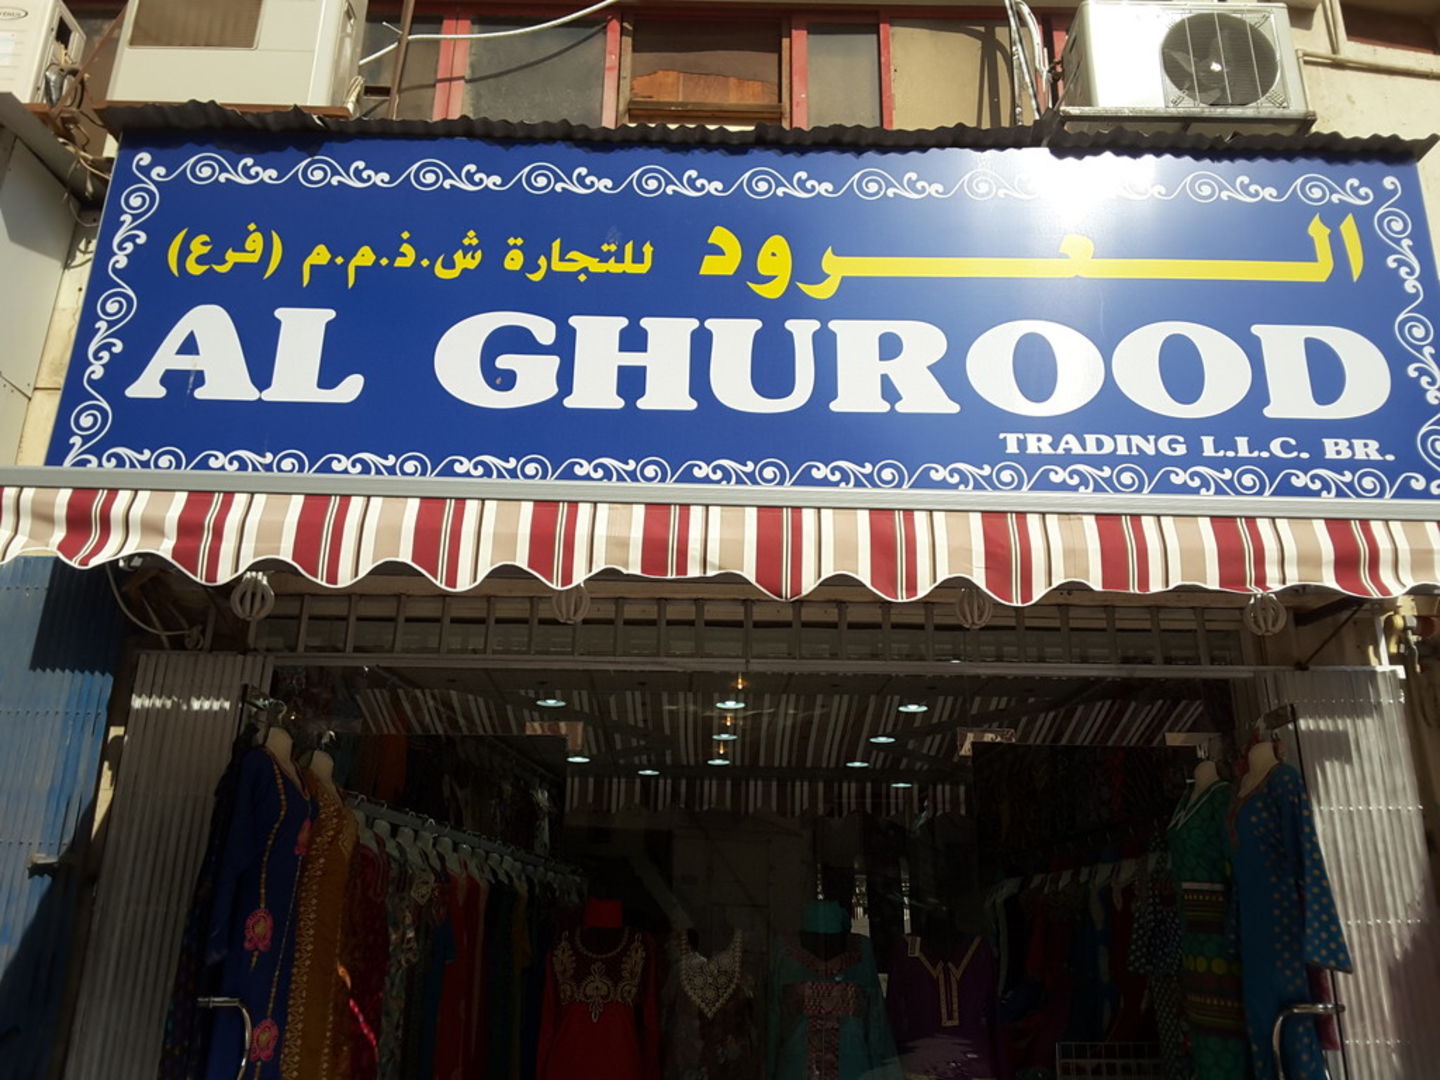 الغرود للتجارة ش.ذ.م.م (فرع)
AL GHUROOD
TRADING L.L.C. BR.